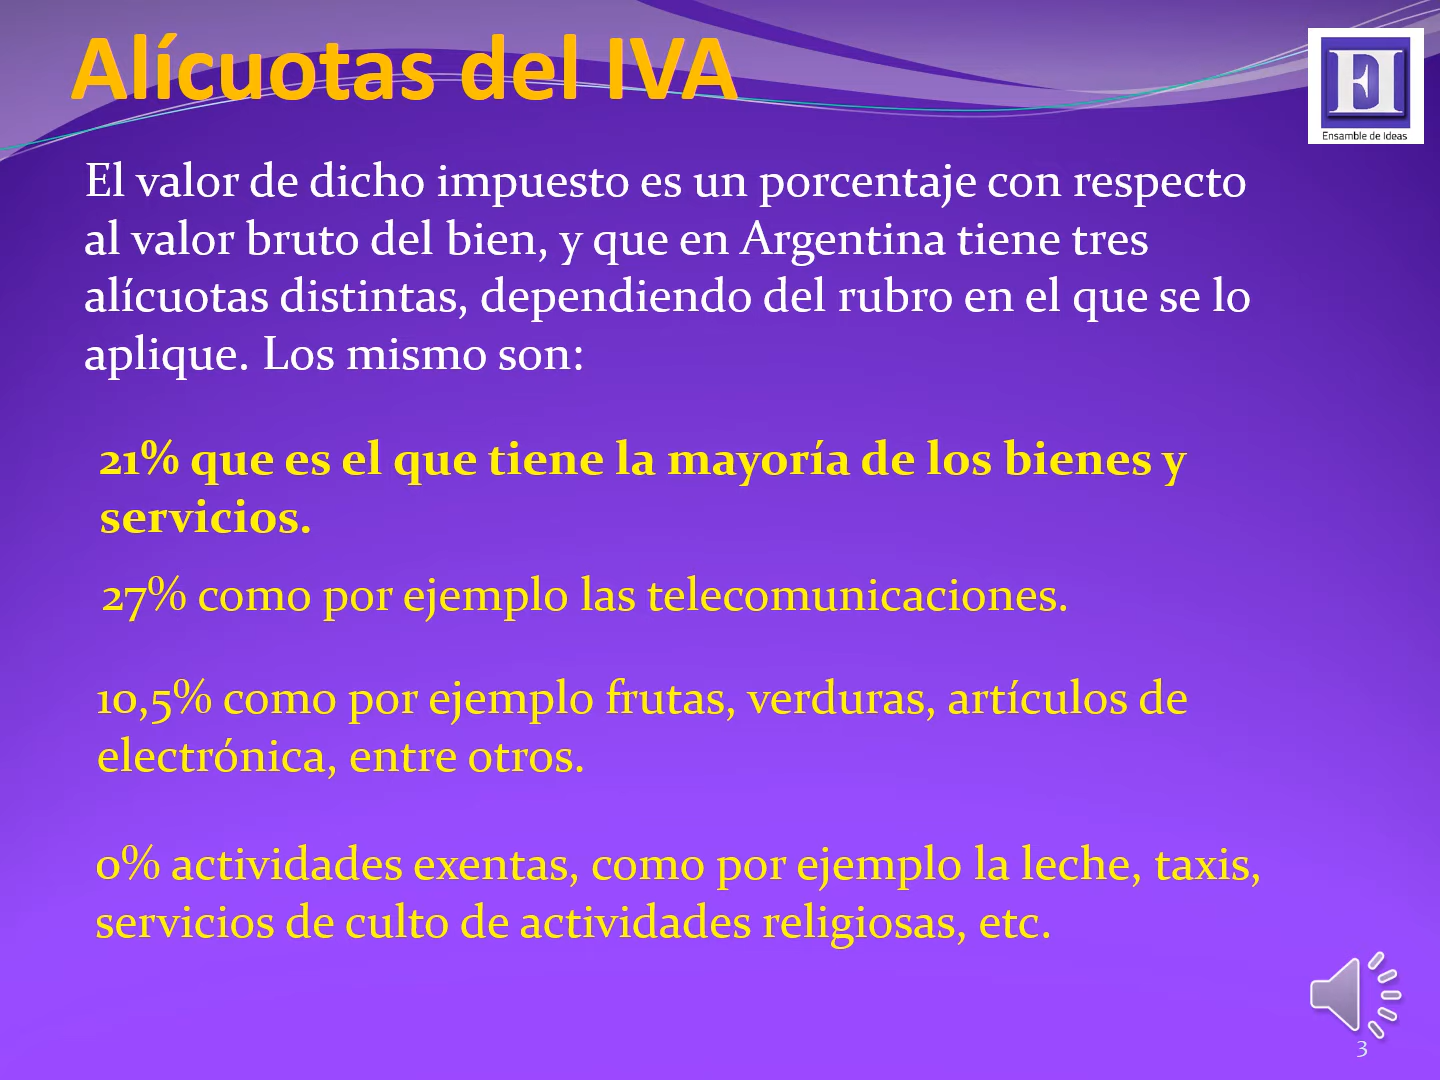 Alícuotas del IVA
EI
Ensamble de Ideas
El valor de dicho impuesto es un porcentaje con respecto
al valor bruto del bien, y que en Argentina tiene tres
alícuotas distintas, dependiendo del rubro en el que se lo
aplique. Los mismo son:
21% que es el que tiene la mayoría de los bienes y
servicios.
27% como por ejemplo las telecomunicaciones.
10,5% como por ejemplo frutas, verduras, artículos de
electrónica, entre otros.
0% actividades exentas, como por ejemplo la leche, taxis,
servicios de culto de actividades religiosas, etc.
3